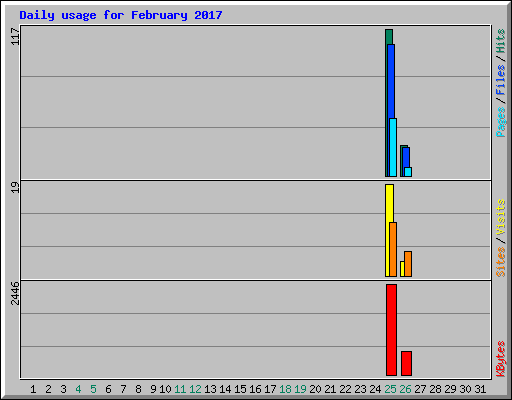 Daily usage for February 2017
117
Pages / Files / Hits
19
Sites / Visits
2446
KBytes
1 2 3 4 5 6 7 8 9 10 11 12 13 14 15 16 17 18 19 20 21 22 23 24 25 26 27 28 29 30 31